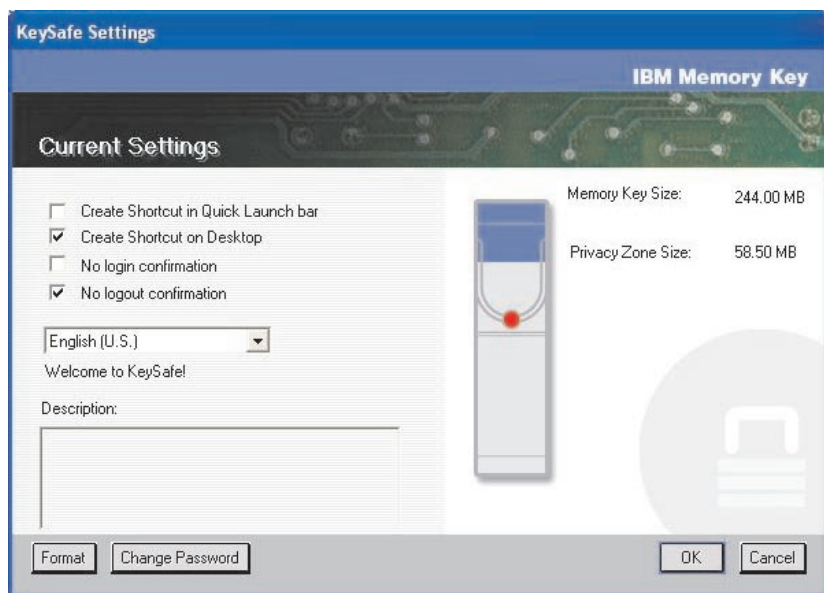 KeySafe Settings
IBM Memory Key
Current Settings
Create Shortcut in Quick Launch bar
Create Shortcut on Desktop
No login confirmation
No logout confirmation
English (U.S.)
Welcome to KeySafe!
Description:
Memory Key Size: 244.00 MB
Privacy Zone Size: 58.50 MB
Format Change Password OK Cancel